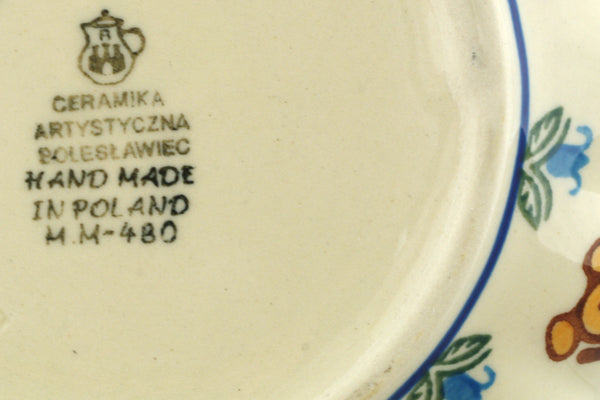 A
CERAMIKA
ARTYSTYCZNA
BOLESŁAWIEC
HAND MADE
IN POLAND
M.M-480